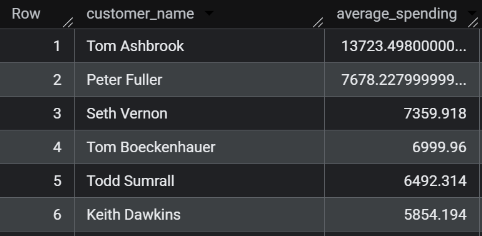 Row customer_name average_spending
1 Tom Ashbrook 13723.49800000...
2 Peter Fuller 7678.227999999...
3 Seth Vernon 7359.918
4 Tom Boeckenhauer 6999.96
5 Todd Sumrall 6492.314
6 Keith Dawkins 5854.194